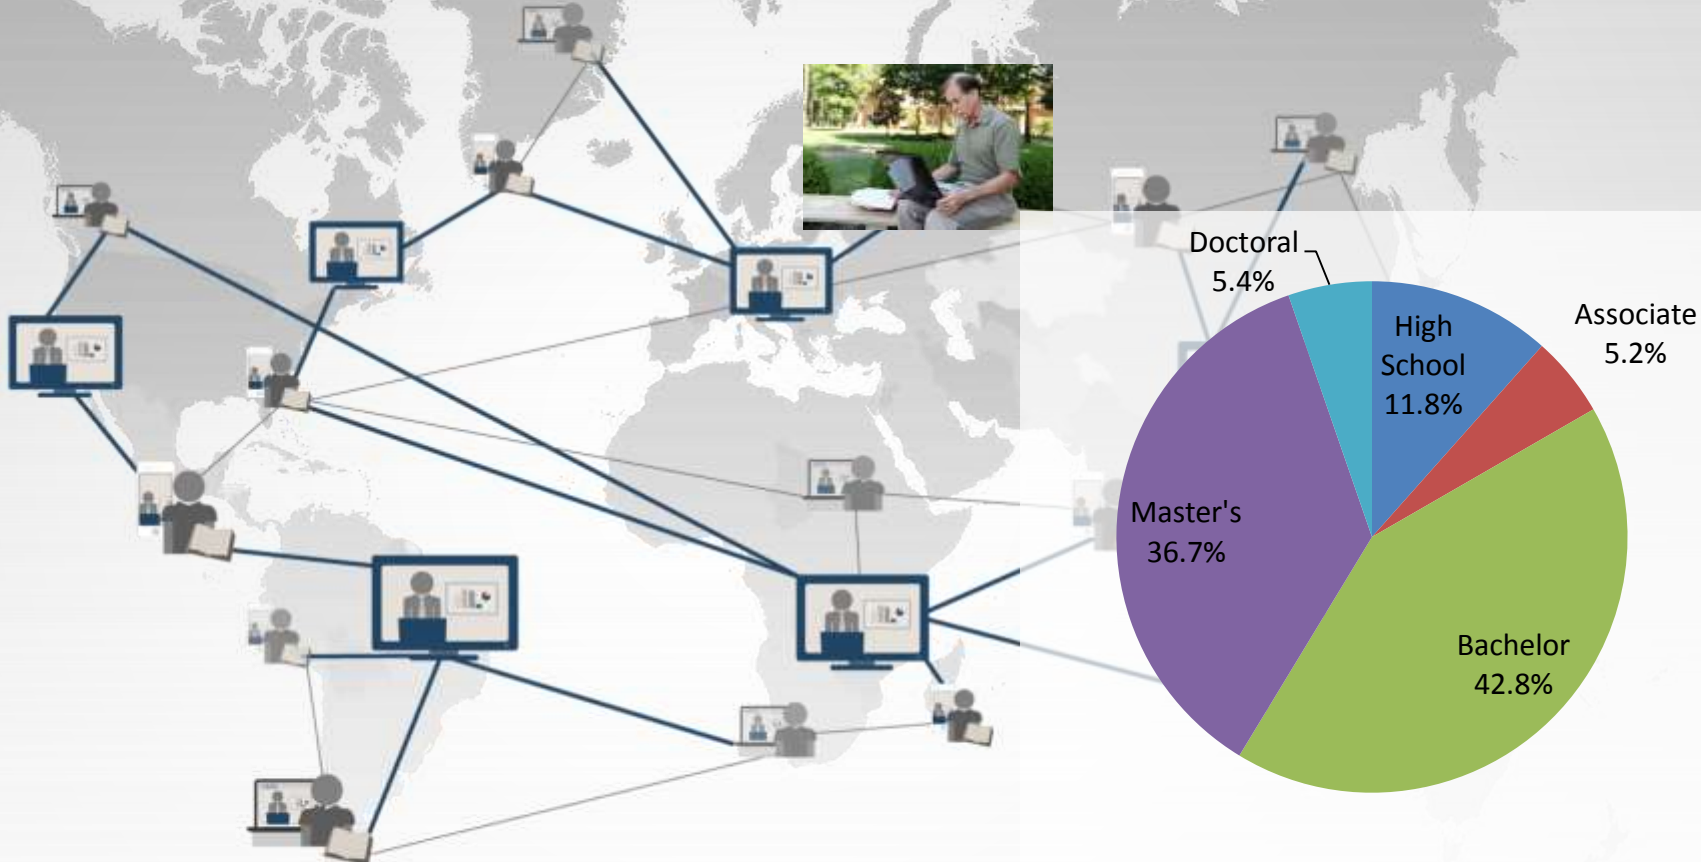 Doctoral
5.4%
High
School
11.8%
Associate
5.2%
Master's
36.7%
Bachelor
42.8%